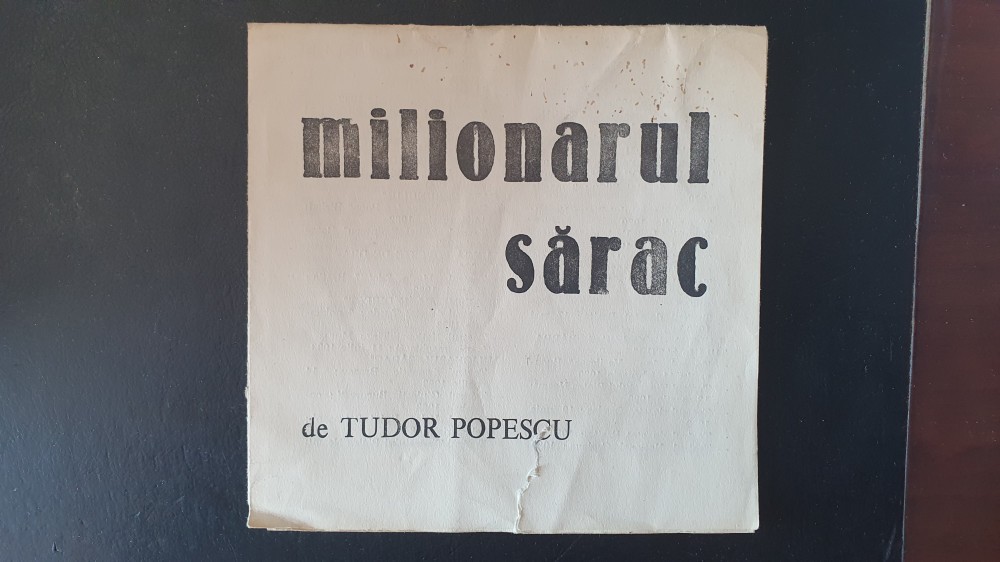 milionarul
sărac
de TUDOR POPESCU